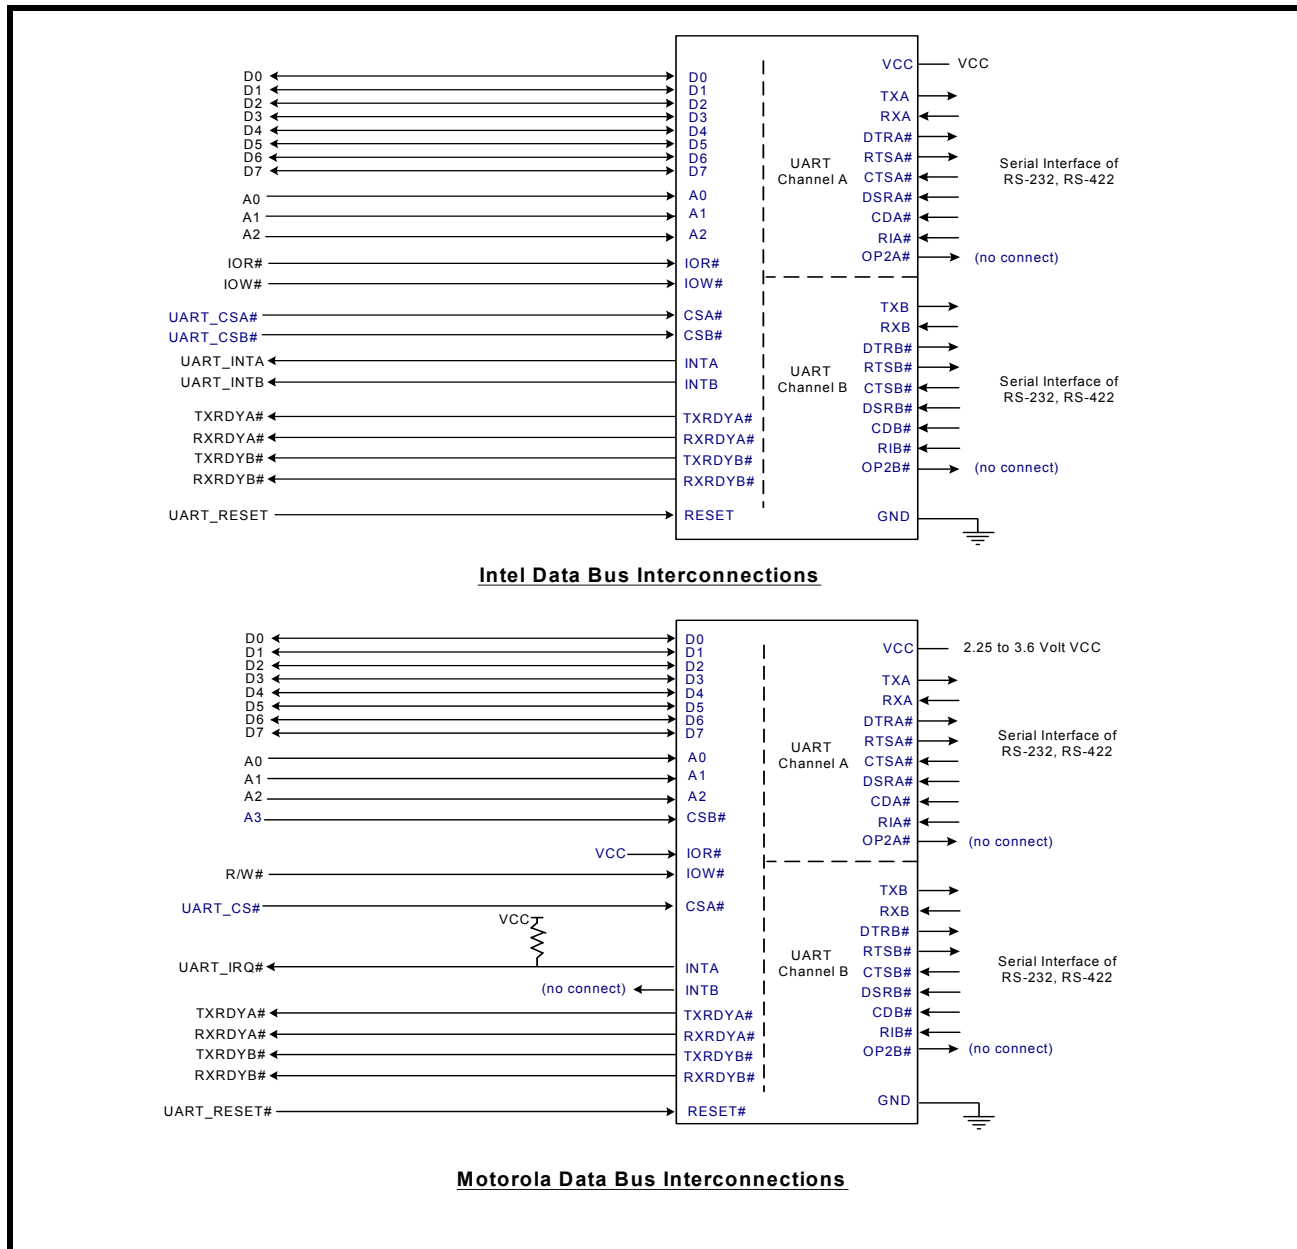 D0
D1
D2
D3
D4
D5
D6
D7
A0
A1
A2
IOR#
IOW#
UART_CSA#
UART_CSB#
UART_INTA
UART_INTB
TXRDYA#
RXRDYA#
TXRDYB#
RXRDYB#
UART_RESET
D0
D1
D2
D3
D4
D5
D6
D7
A0
A1
A2
IOR#
IOW#
CSA#
CSB#
INTA
INTB
TXRDYA#
RXRDYA#
TXRDYB#
RXRDYB#
RESET
UART
Channel A
UART
Channel B
VCC
TXA
RXA
DTRA#
RTSA#
CTSA#
DSRA#
CDA#
RIA#
OP2A#
TXB
RXB
DTRB#
RTSB#
CTSB#
DSRB#
CDB#
RIB#
OP2B#
GND
VCC
Serial Interface of
RS-232, RS-422
(no connect)
Serial Interface of
RS-232, RS-422
(no connect)
Intel Data Bus Interconnections
D0
D1
D2
D3
D4
D5
D6
D7
A0
A1
A2
A3
VCC
R/W#
UART_CS#
VCC
UART_IRQ#
(no connect)
TXRDYA#
RXRDYA#
TXRDYB#
RXRDYB#
UART_RESET#
D0
D1
D2
D3
D4
D5
D6
D7
A0
A1
A2
CSB#
IOR#
IOW#
CSA#
INTA
INTB
TXRDYA#
RXRDYA#
TXRDYB#
RXRDYB#
RESET#
UART
Channel A
UART
Channel B
VCC
TXA
RXA
DTRA#
RTSA#
CTSA#
DSRA#
CDA#
RIA#
OP2A#
TXB
RXB
DTRB#
RTSB#
CTSB#
DSRB#
CDB#
RIB#
OP2B#
GND
2.25 to 3.6 Volt VCC
Serial Interface of
RS-232, RS-422
(no connect)
Serial Interface of
RS-232, RS-422
(no connect)
Motorola Data Bus Interconnections